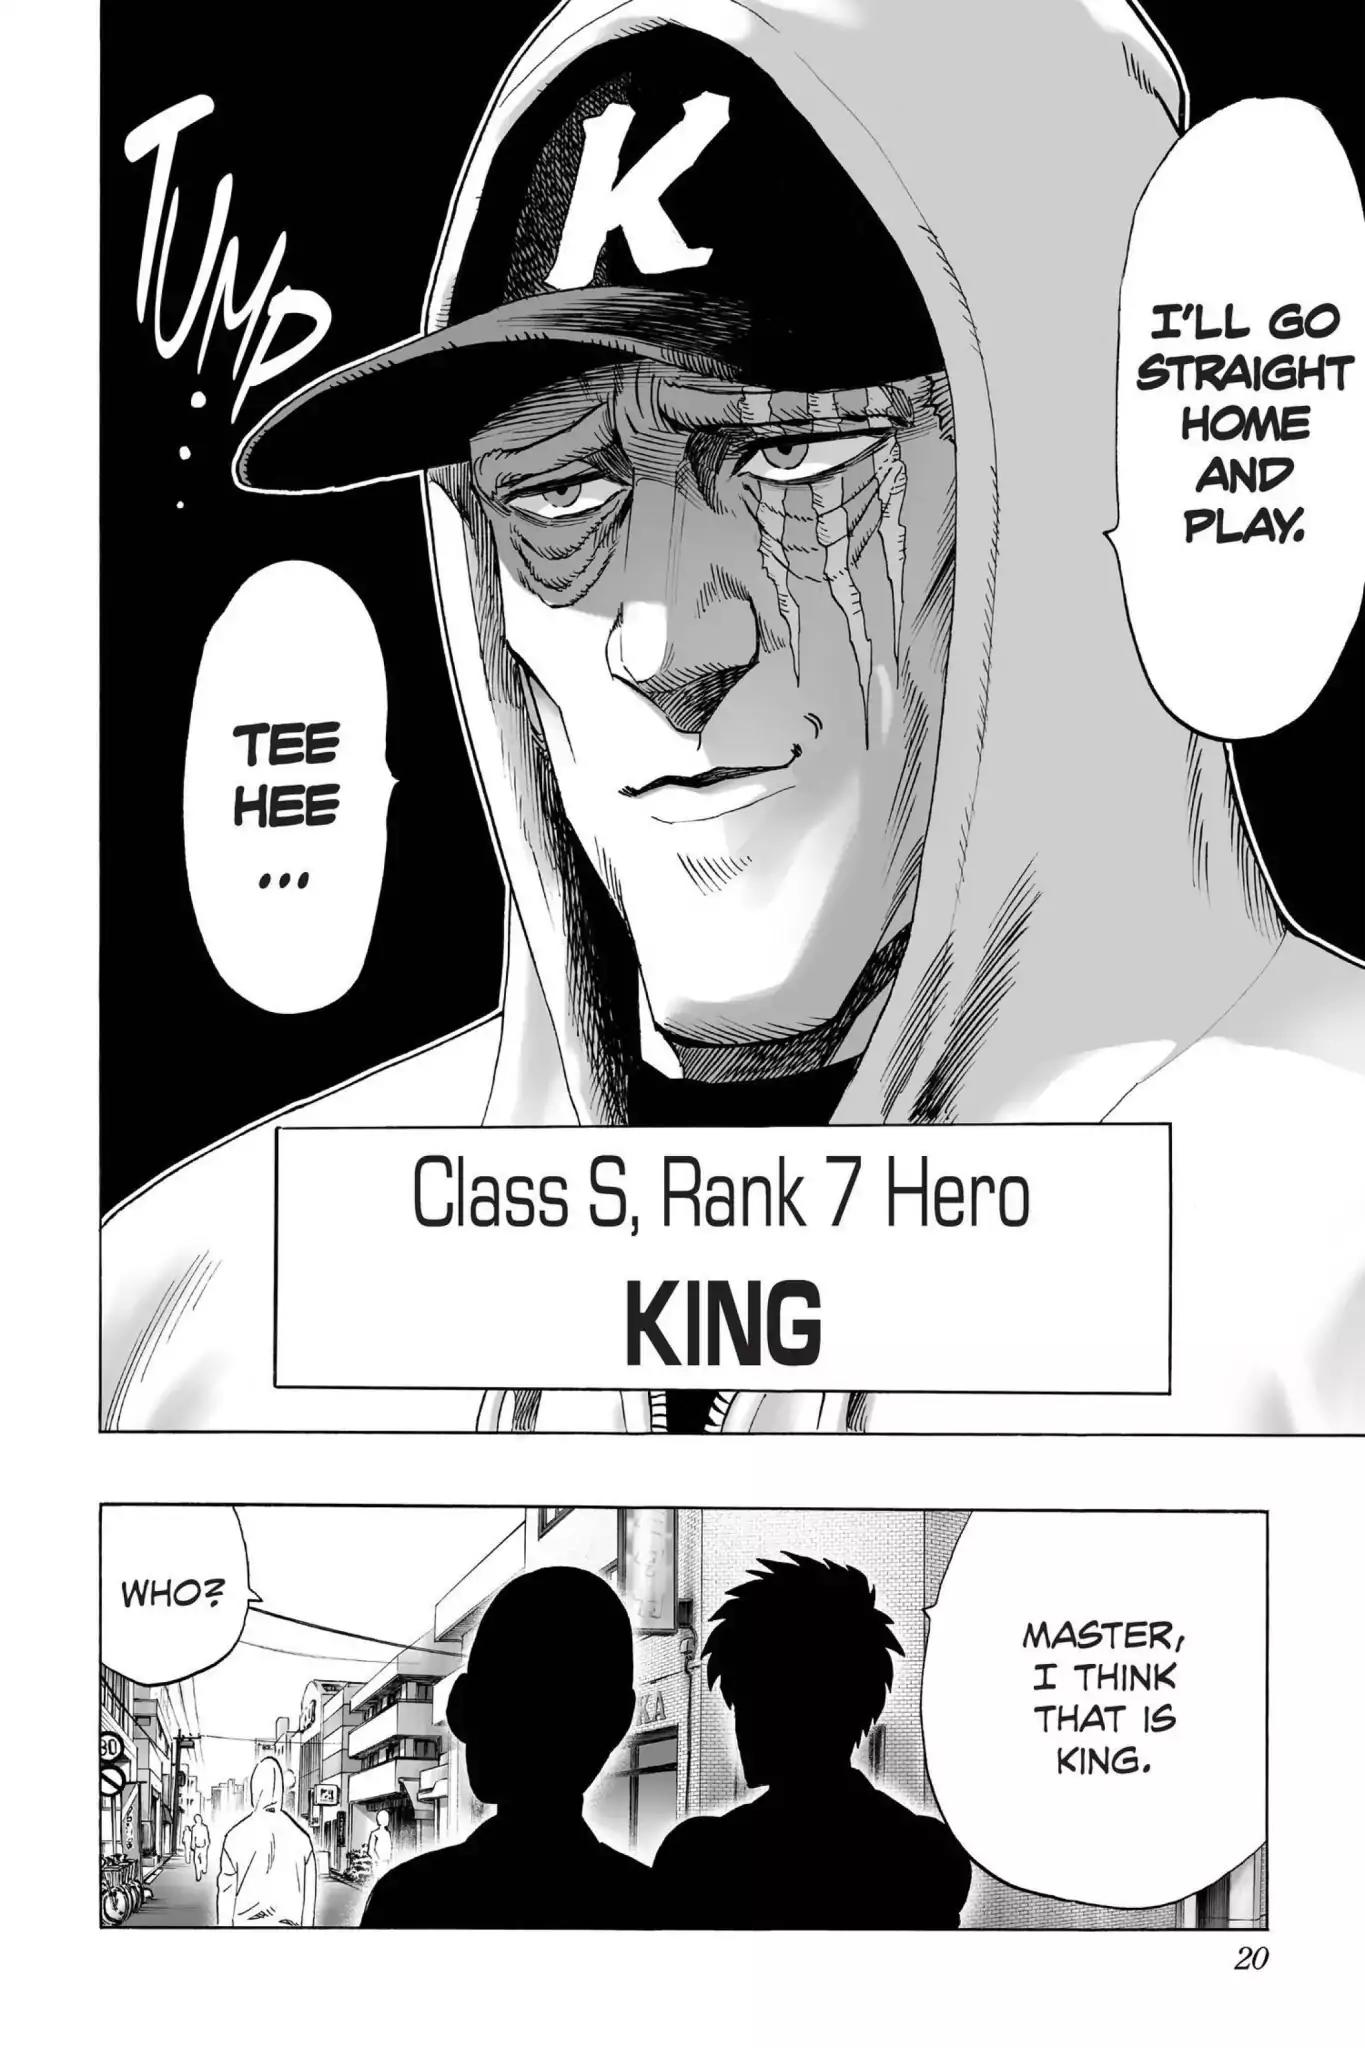 I'LL GO
STRAIGHT
HOME
AND
PLAY.
K
TUMP
TEE
HEE
...
Class S, Rank 7 Hero
KING
MASTER,
I THINK
THAT IS
KING.
WHO?
KA
80
20